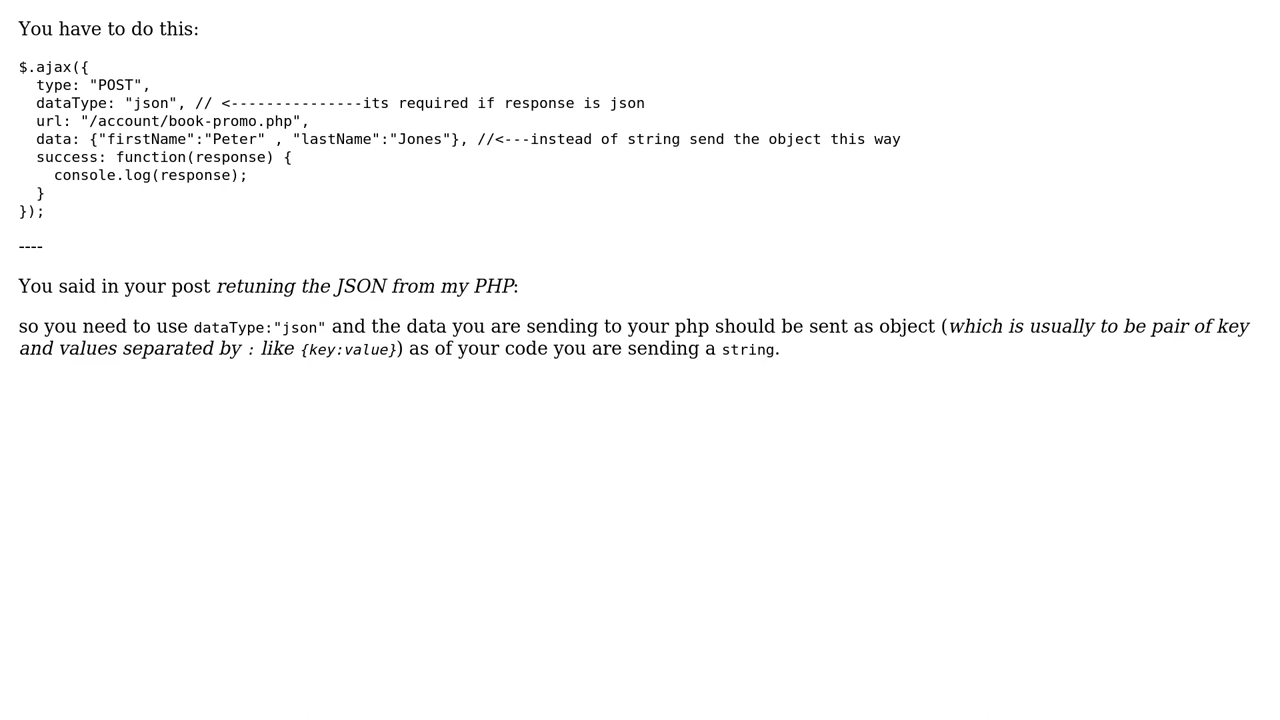 You have to do this:
$.ajax({
  type: "POST",
  dataType: "json", // <---------------its required if response is json
  url: "/account/book-promo.php",
  data: {"firstName":"Peter" , "lastName":"Jones"}, //<---instead of string send the object this way
  success: function(response) {
    console.log(response);
  }
});
----
You said in your post retuning the JSON from my PHP:
so you need to use dataType:"json" and the data you are sending to your php should be sent as object (which is usually to be pair of key
and values separated by : like {key:value}) as of your code you are sending a string.